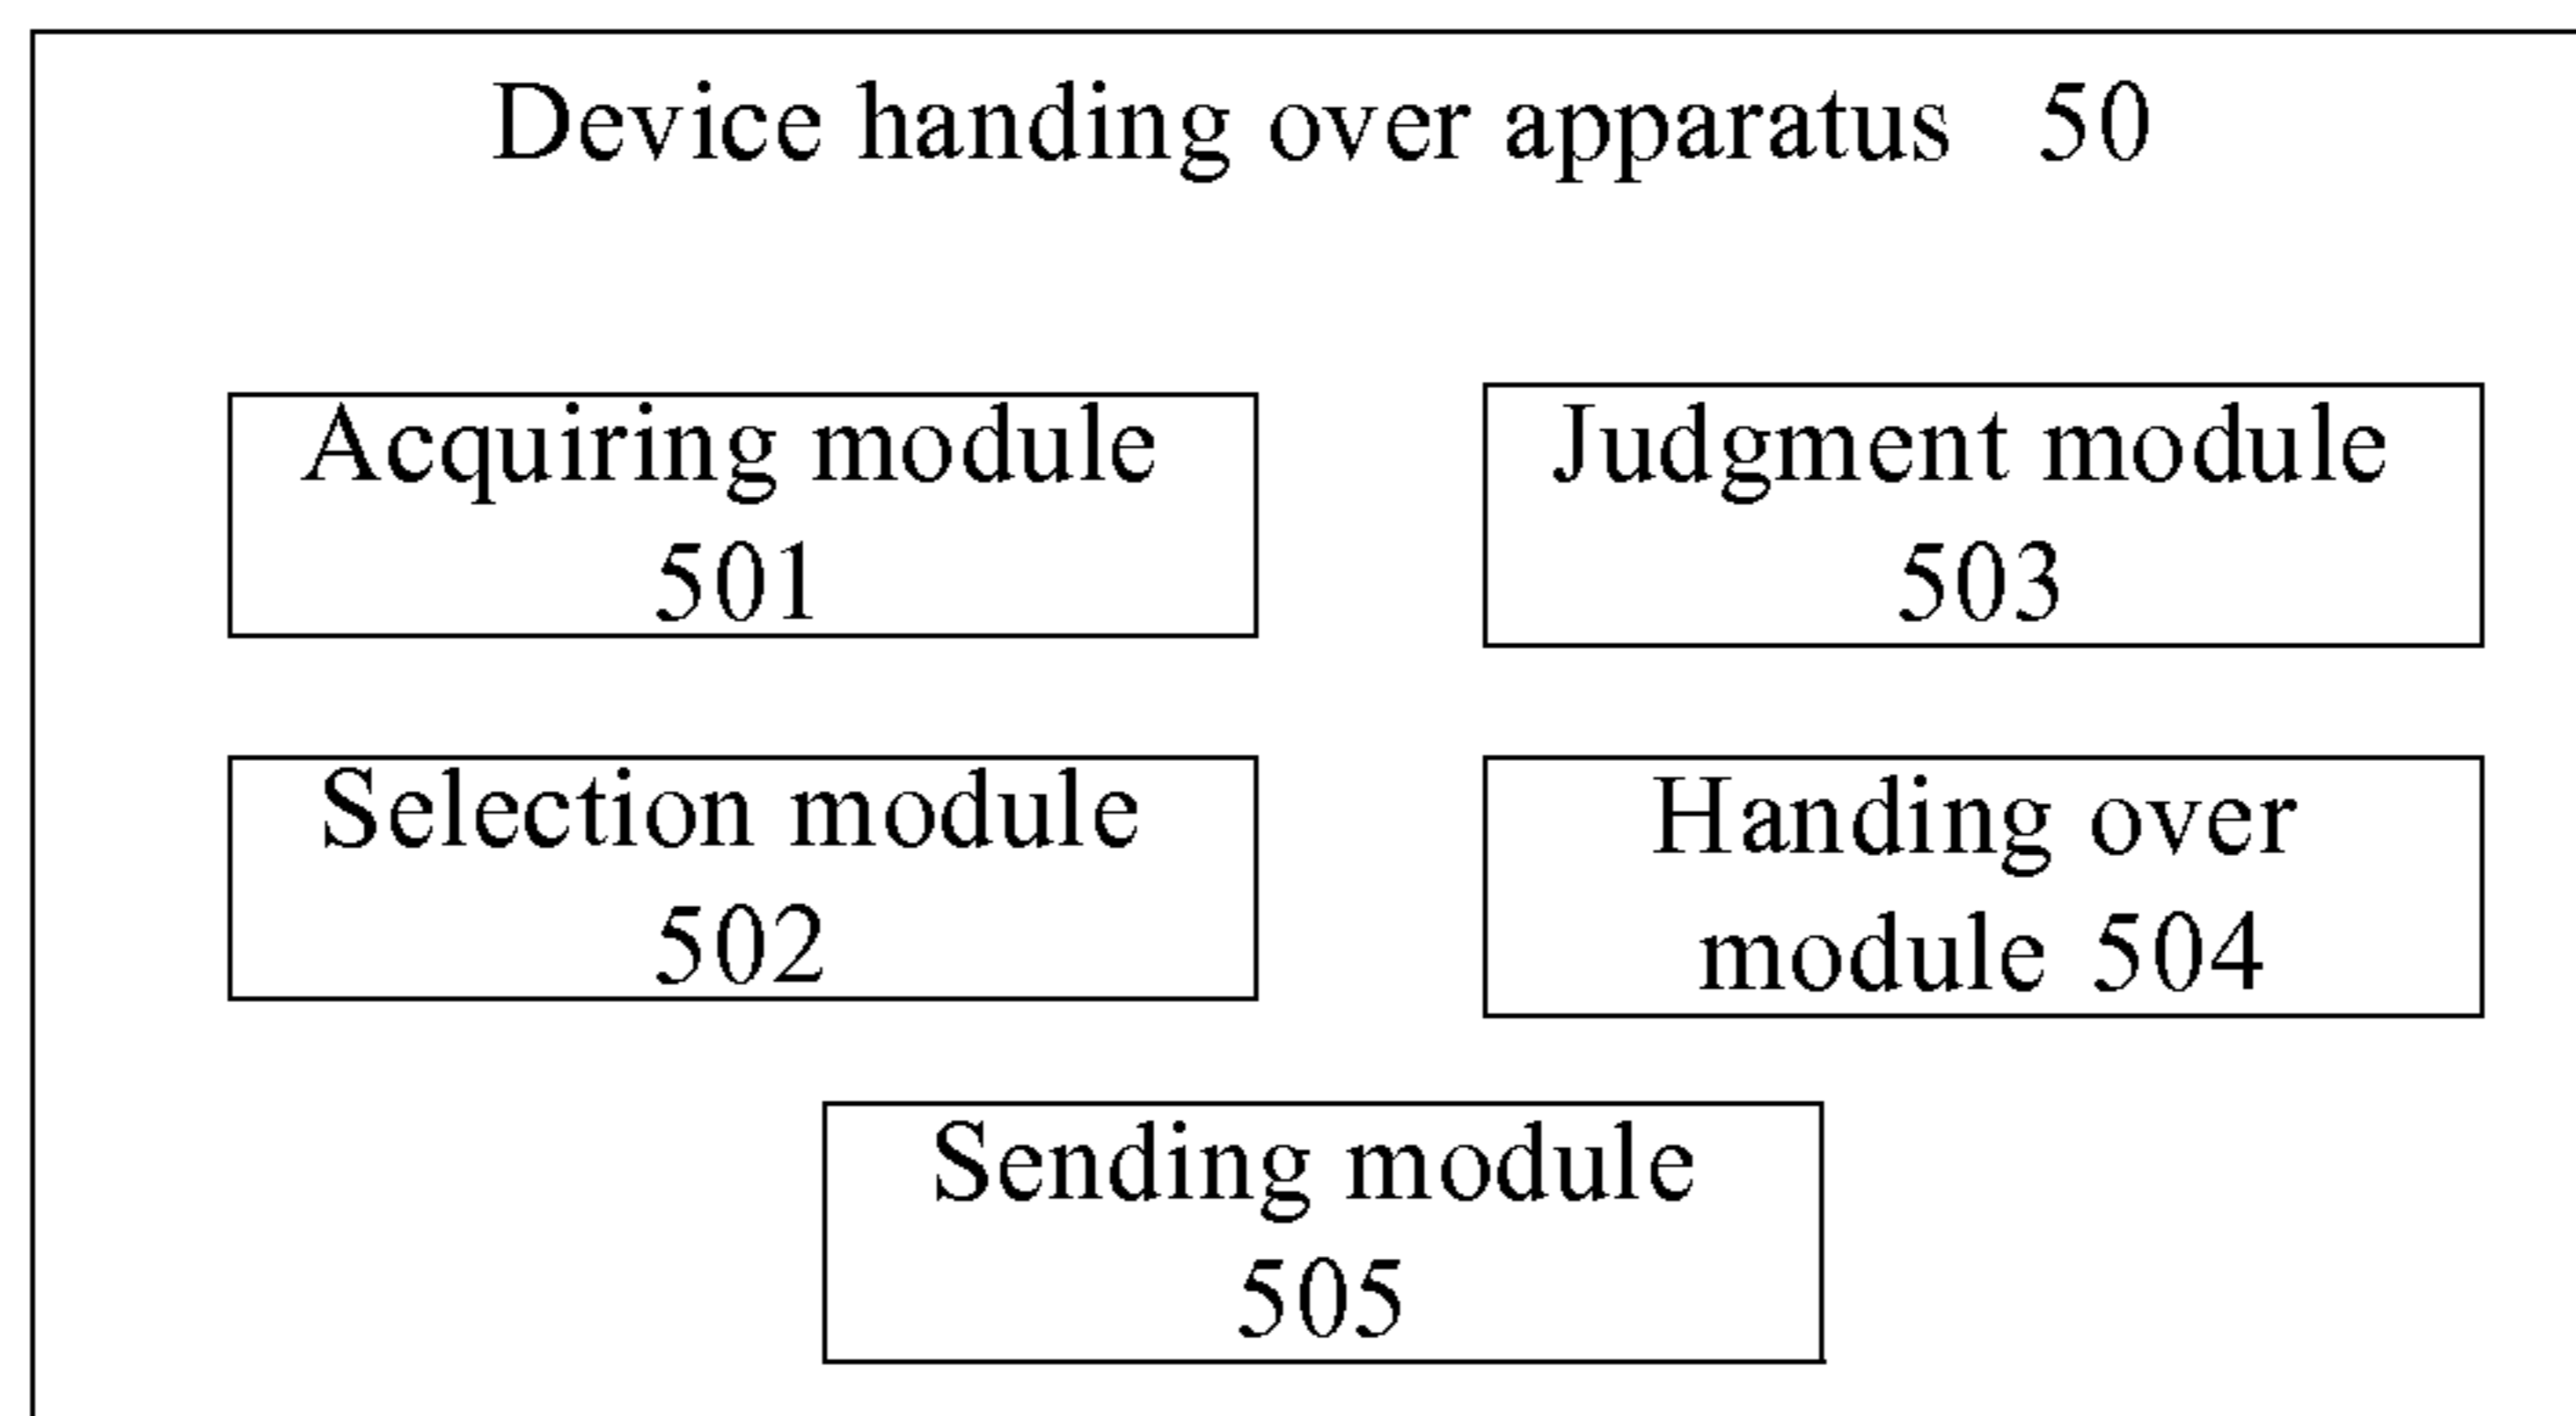 Device handing over apparatus 50
Acquiring module
501
Judgment module
503
Selection module
502
Handing over
module 504
Sending module
505